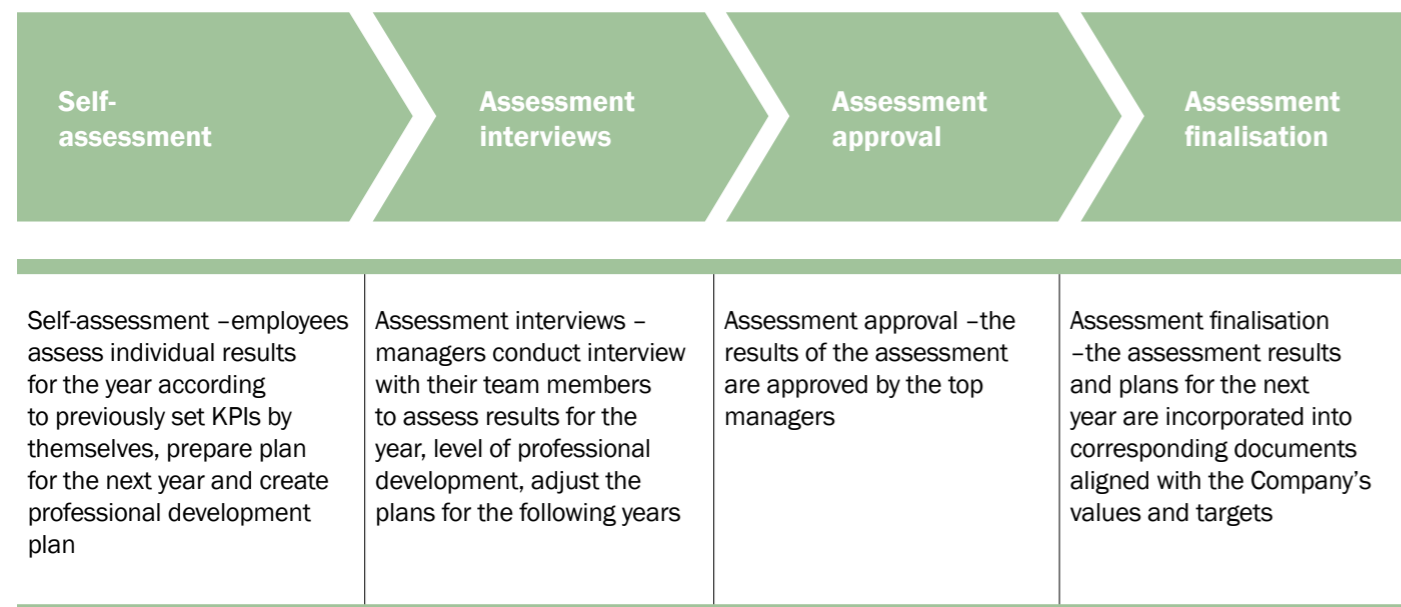 Self-
assessment
Assessment
interviews
Assessment
approval
Assessment
finalisation
Self-assessment –employees
assess individual results
for the year according
to previously set KPIs by
themselves, prepare plan
for the next year and create
professional development
plan
Assessment interviews –
managers conduct interview
with their team members
to assess results for the
year, level of professional
development, adjust the
plans for the following years
Assessment approval –the
results of the assessment
are approved by the top
managers
Assessment finalisation
–the assessment results
and plans for the next
year are incorporated into
corresponding documents
aligned with the Company’s
values and targets